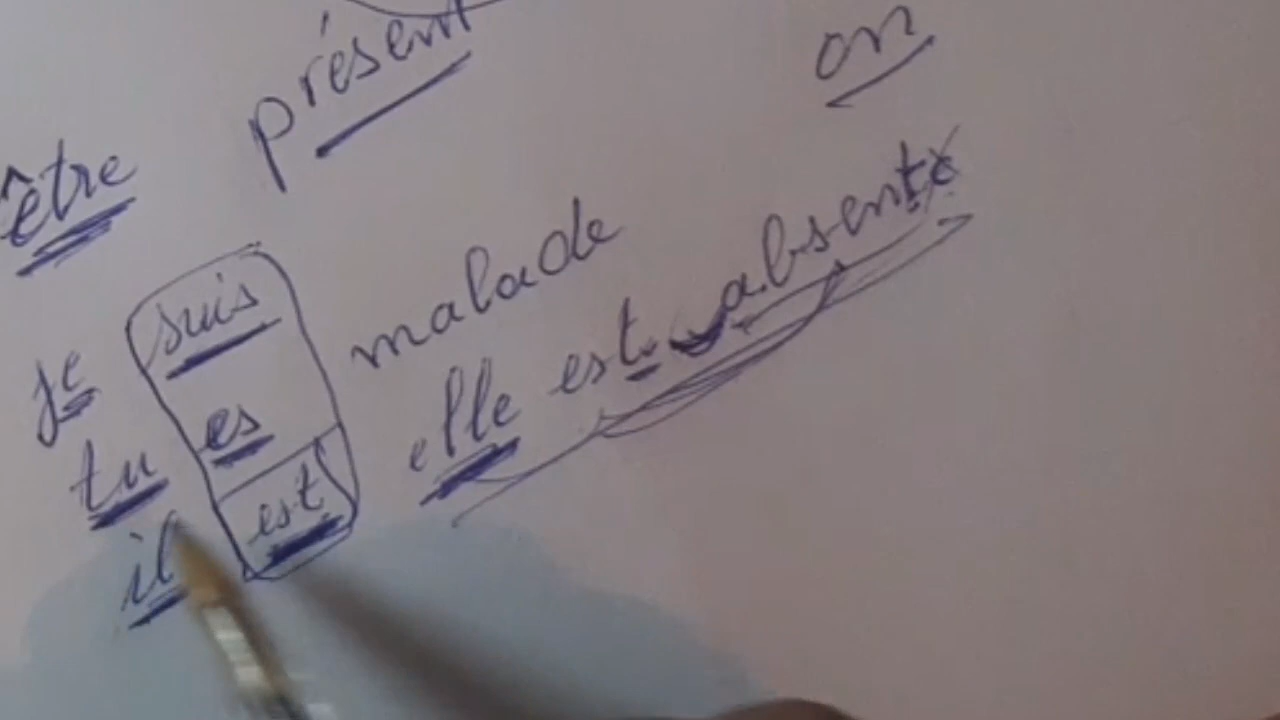 présent
on
être
je suis malade
tu es
il est
elle est absente